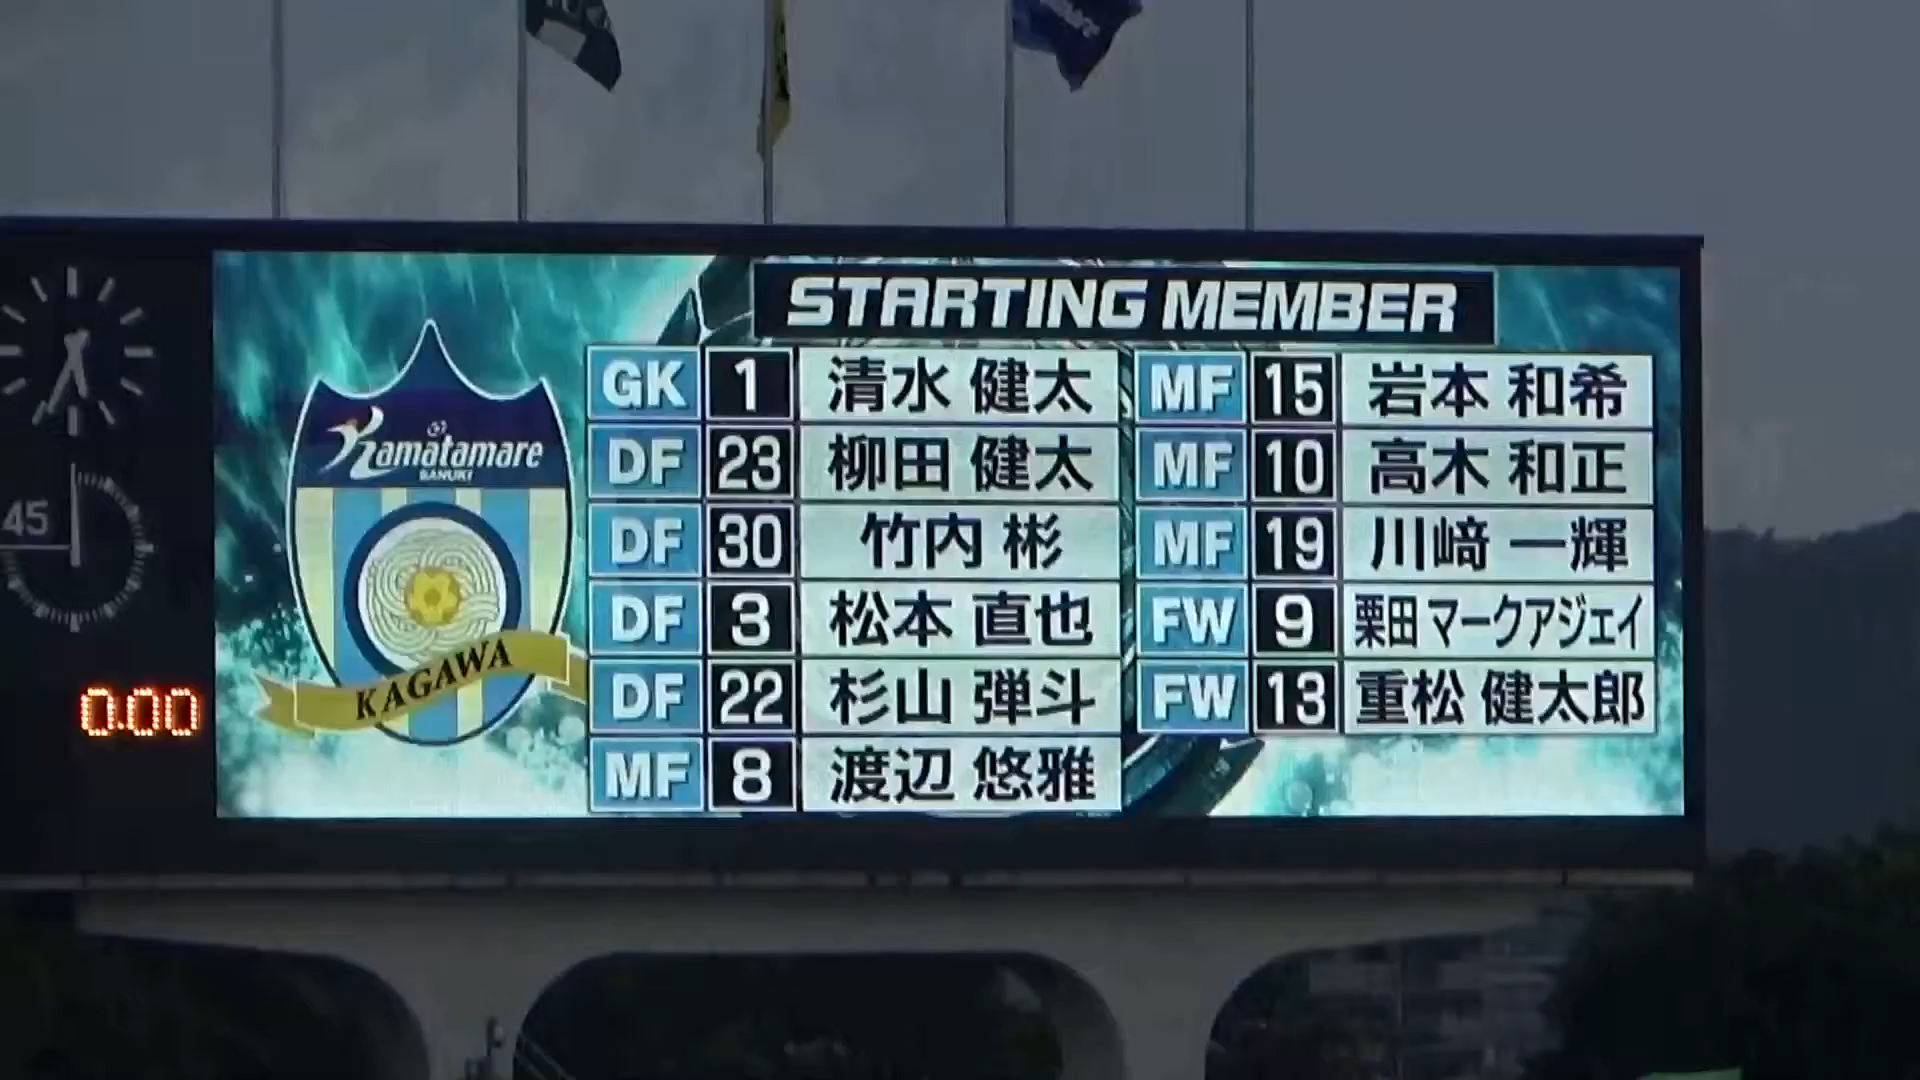 STARTING MEMBER
GK 1 清水 健太
DF 23 柳田 健太
DF 30 竹内 彬
DF 3 松本 直也
DF 22 杉山 弾斗
MF 8 渡辺 悠雅
MF 15 岩本 和希
MF 10 高木 和正
MF 19 川﨑 一輝
FW 9 栗田 マークアジェイ
FW 13 重松 健太郎
Kamatamare
SANUKI
KAGAWA
45
0.00